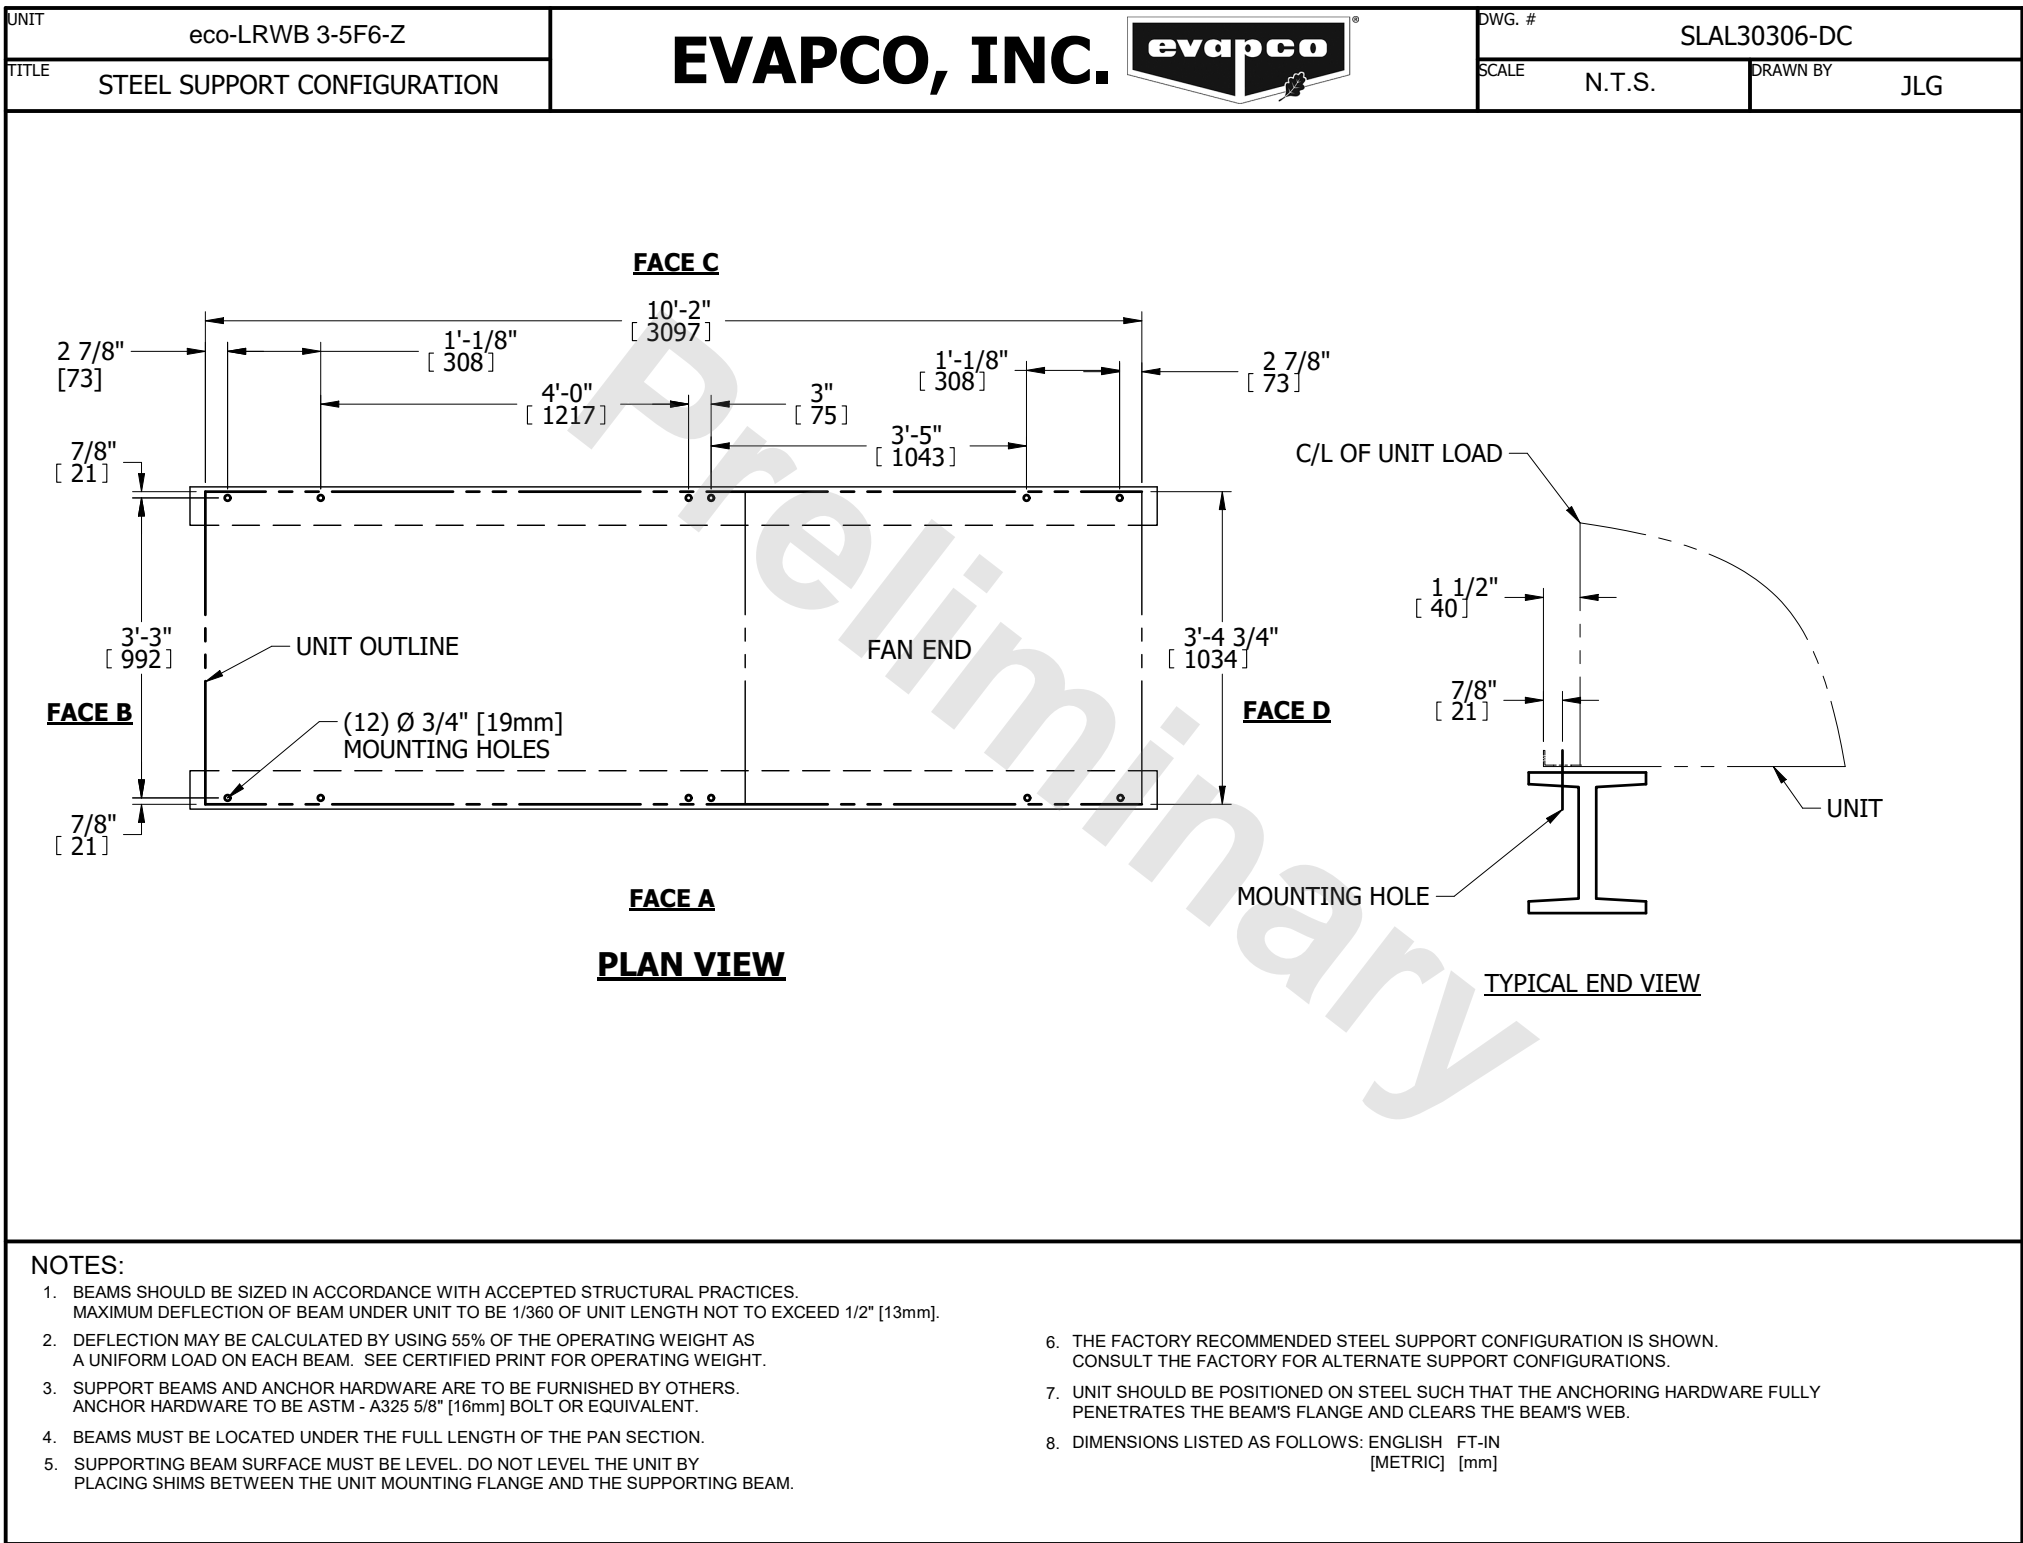 UNIT
eco-LRWB 3-5F6-Z
TITLE
STEEL SUPPORT CONFIGURATION
EVAPCO, INC.
evapco
®
DWG. #
SLAL30306-DC
SCALE
N.T.S.
DRAWN BY
JLG
FACE C
10'-2"
[ 3097]
2 7/8"
[73]
1'-1/8"
[ 308]
4'-0"
[ 1217]
3"
[ 75]
1'-1/8"
[ 308]
2 7/8"
[ 73]
3'-5"
[ 1043]
7/8"
[ 21]
3'-3"
[ 992]
UNIT OUTLINE
FAN END
3'-4 3/4"
[ 1034]
FACE B
(12) Ø 3/4" [19mm]
MOUNTING HOLES
FACE D
7/8"
[ 21]
FACE A
PLAN VIEW
C/L OF UNIT LOAD
1 1/2"
[ 40]
7/8"
[ 21]
UNIT
MOUNTING HOLE
TYPICAL END VIEW
Preliminary
NOTES:
1. BEAMS SHOULD BE SIZED IN ACCORDANCE WITH ACCEPTED STRUCTURAL PRACTICES.
MAXIMUM DEFLECTION OF BEAM UNDER UNIT TO BE 1/360 OF UNIT LENGTH NOT TO EXCEED 1/2" [13mm].
2. DEFLECTION MAY BE CALCULATED BY USING 55% OF THE OPERATING WEIGHT AS
A UNIFORM LOAD ON EACH BEAM. SEE CERTIFIED PRINT FOR OPERATING WEIGHT.
3. SUPPORT BEAMS AND ANCHOR HARDWARE ARE TO BE FURNISHED BY OTHERS.
ANCHOR HARDWARE TO BE ASTM - A325 5/8" [16mm] BOLT OR EQUIVALENT.
4. BEAMS MUST BE LOCATED UNDER THE FULL LENGTH OF THE PAN SECTION.
5. SUPPORTING BEAM SURFACE MUST BE LEVEL. DO NOT LEVEL THE UNIT BY
PLACING SHIMS BETWEEN THE UNIT MOUNTING FLANGE AND THE SUPPORTING BEAM.
6. THE FACTORY RECOMMENDED STEEL SUPPORT CONFIGURATION IS SHOWN.
CONSULT THE FACTORY FOR ALTERNATE SUPPORT CONFIGURATIONS.
7. UNIT SHOULD BE POSITIONED ON STEEL SUCH THAT THE ANCHORING HARDWARE FULLY
PENETRATES THE BEAM'S FLANGE AND CLEARS THE BEAM'S WEB.
8. DIMENSIONS LISTED AS FOLLOWS: ENGLISH FT-IN
[METRIC] [mm]